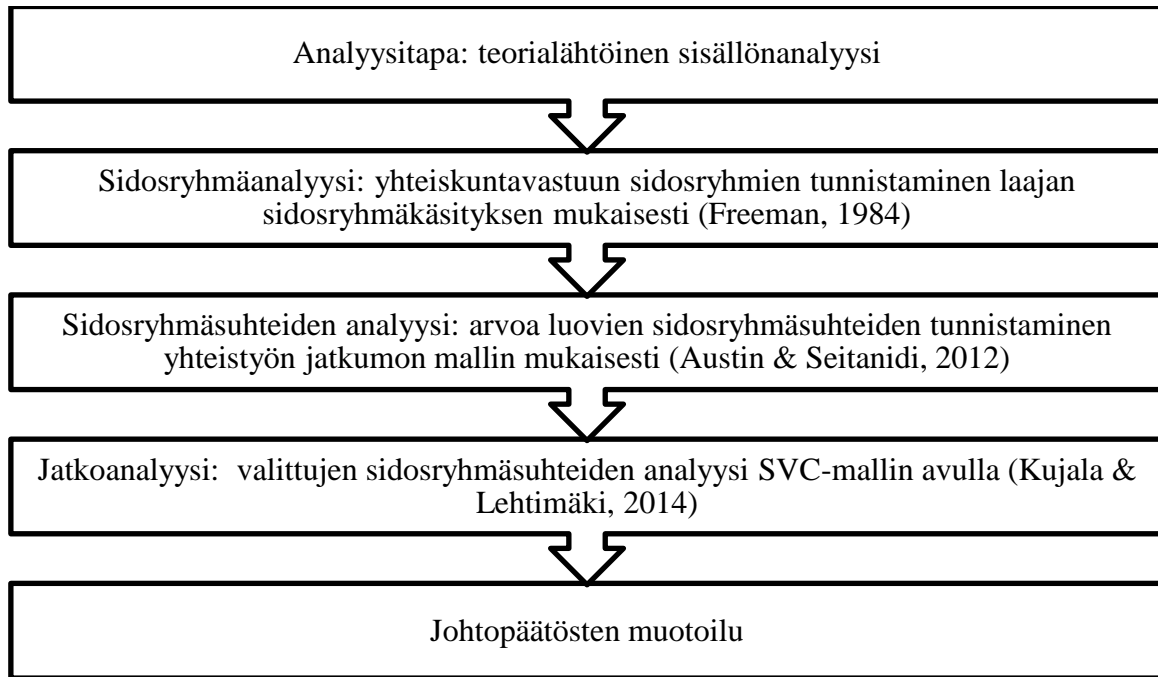 Analyysitapa: teorialähtöinen sisällönanalyysi
Sidosryhmäanalyysi: yhteiskuntavastuun sidosryhmien tunnistaminen laajan
sidosryhmäkäsityksen mukaisesti (Freeman, 1984)
Sidosryhmäsuhteiden analyysi: arvoa luovien sidosryhmäsuhteiden tunnistaminen
yhteistyön jatkumon mallin mukaisesti (Austin & Seitanidi, 2012)
Jatkoanalyysi:  valittujen sidosryhmäsuhteiden analyysi SVC-mallin avulla (Kujala &
Lehtimäki, 2014)
Johtopäätösten muotoilu